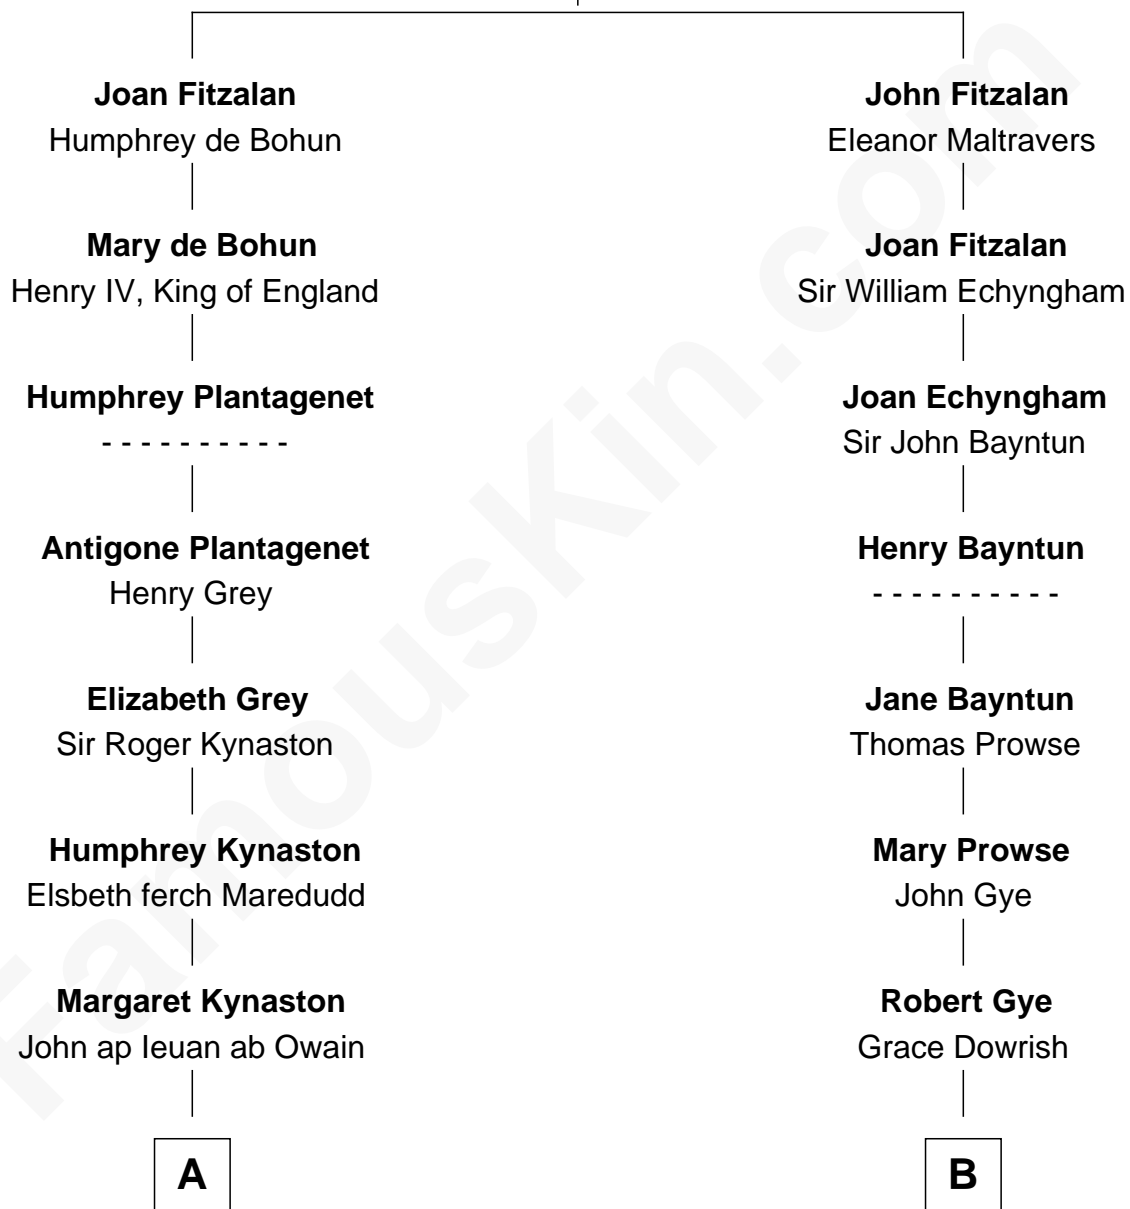 Joan Fitzalan
Humphrey de Bohun
Mary de Bohun
Henry IV, King of England
Humphrey Plantagenet
- - - - - - - - - -
Antigone Plantagenet
Henry Grey
Elizabeth Grey
Sir Roger Kynaston
Humphrey Kynaston
Elsbeth ferch Maredudd
Margaret Kynaston
John ap Ieuan ab Owain
A
John Fitzalan
Eleanor Maltravers
Joan Fitzalan
Sir William Echyngham
Joan Echyngham
Sir John Bayntun
Henry Bayntun
- - - - - - - - - -
Jane Bayntun
Thomas Prowse
Mary Prowse
John Gye
Robert Gye
Grace Dowrish
B
FamousKin.com